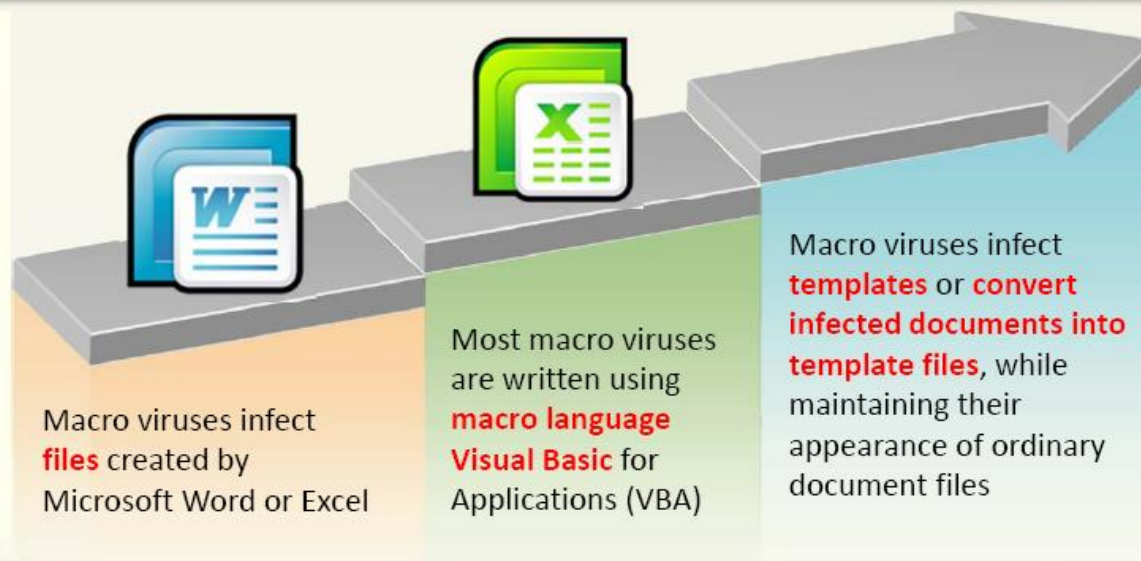 W
X
Macro viruses infect
files created by
Microsoft Word or Excel
Most macro viruses
are written using
macro language
Visual Basic for
Applications (VBA)
Macro viruses infect
templates or convert
infected documents into
template files, while
maintaining their
appearance of ordinary
document files